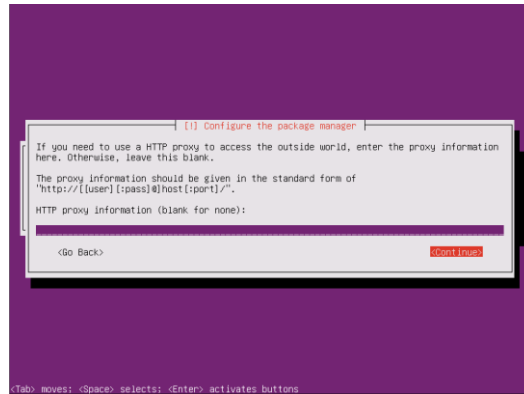 [!] Configure the package manager
If you need to use a HTTP proxy to access the outside world, enter the proxy information
here. Otherwise, leave this blank.
The proxy information should be given in the standard form of
"http://[[user][:pass]@]host[:port]/".
HTTP proxy information (blank for none):
<Go Back>
<Continue>
<Tab> moves; <Space> selects; <Enter> activates buttons